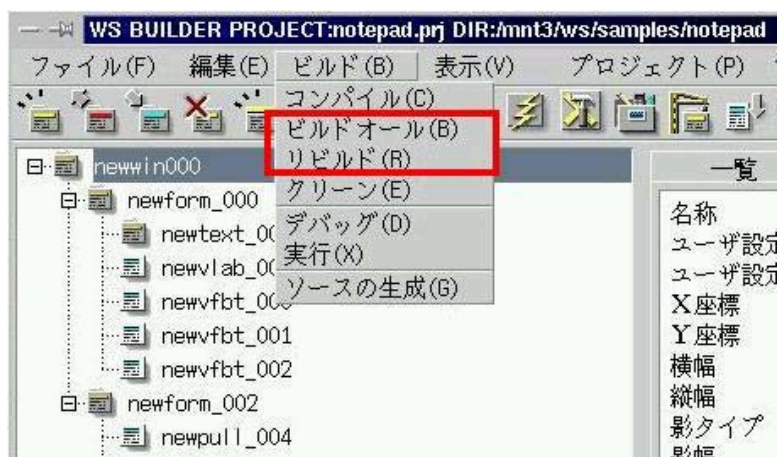 WS BUILDER PROJECT:notepad.prj DIR:/mnt3/ws/samples/notepad
ファイル(F) 編集(E) ビルド(B) 表示(V) プロジェクト(P)
コンパイル(C)
ビルドオール(B)
リビルド(R)
クリーン(E)
デバッグ(D)
実行(X)
ソースの生成(G)
newwin000
newform_000
newtext_00
newvlab_00
newvfbt_000
newvfbt_001
newvfbt_002
newform_002
newpull_004
一覧
名称
ユーザ設定
ユーザ設定
X座標
Y座標
横幅
縦幅
影タイプ
影幅